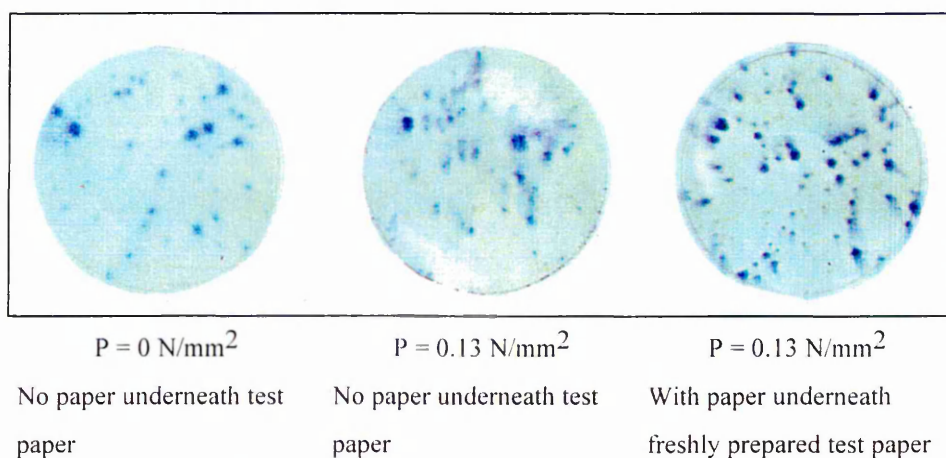 P = 0 N/mm² P = 0.13 N/mm² P = 0.13 N/mm²
No paper underneath test paper
No paper underneath test paper
With paper underneath freshly prepared test paper